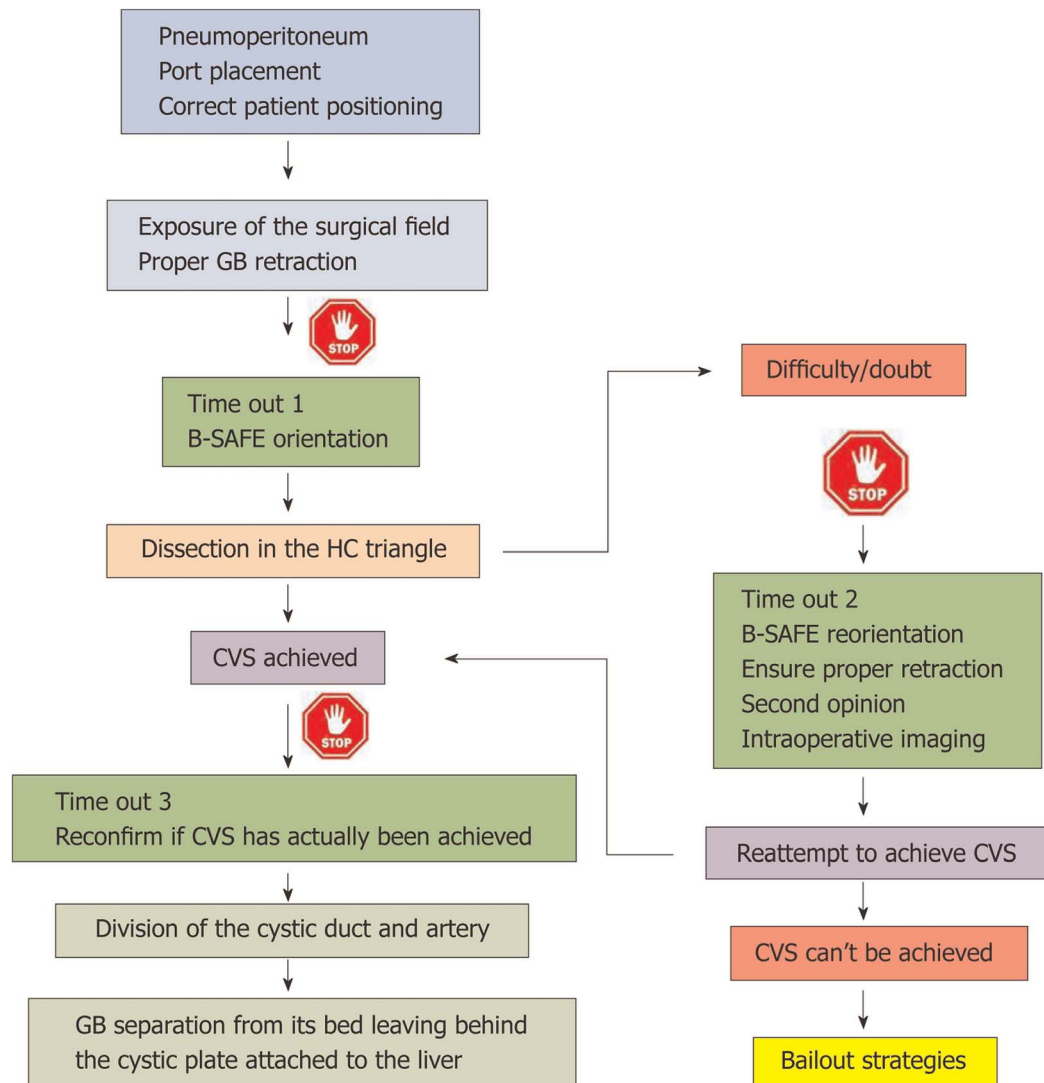 Pneumoperitoneum
Port placement
Correct patient positioning
Exposure of the surgical field
Proper GB retraction
STOP
Time out 1
B-SAFE orientation
Dissection in the HC triangle
CVS achieved
STOP
Time out 3
Reconfirm if CVS has actually been achieved
Division of the cystic duct and artery
GB separation from its bed leaving behind
the cystic plate attached to the liver
Difficulty/doubt
STOP
Time out 2
B-SAFE reorientation
Ensure proper retraction
Second opinion
Intraoperative imaging
Reattempt to achieve CVS
CVS can’t be achieved
Bailout strategies